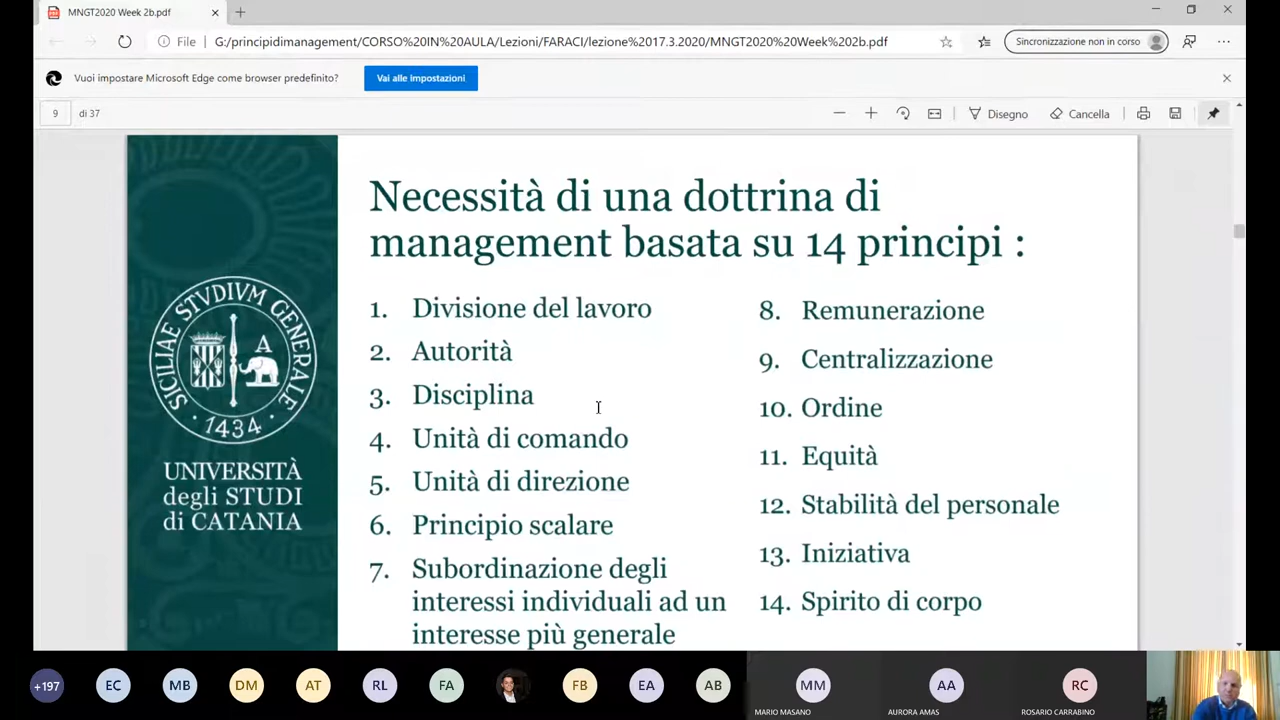 MNGT2020 Week 2b.pdf
File
G:/principidimanagement/CORSO%20IN%20AULA/Lezioni/FARACI/lezione%2017.3.2020/MNGT2020%20Week%202b.pdf
Sincronizzazione non in corso
Vuoi impostare Microsoft Edge come browser predefinito?
Vai alle impostazioni
9 di 37
Disegno
Cancella
SICILIAE STVDIVM GENERALE
A
· 1434 ·
UNIVERSITÀ
degli STUDI
di CATANIA
Necessità di una dottrina di
management basata su 14 principi :
1. Divisione del lavoro
2. Autorità
3. Disciplina
4. Unità di comando
5. Unità di direzione
6. Principio scalare
7. Subordinazione degli
interessi individuali ad un
interesse più generale
8. Remunerazione
9. Centralizzazione
10. Ordine
11. Equità
12. Stabilità del personale
13. Iniziativa
14. Spirito di corpo
+197
EC
MB
DM
AT
RL
FA
FB
EA
AB
MM
MARIO MASANO
AA
AURORA AMAS
RC
ROSARIO CARRABINO